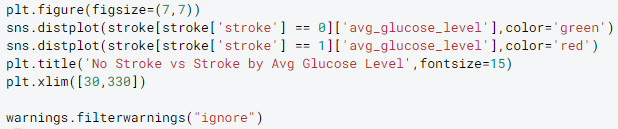 plt.figure(figsize=(7,7))
sns.distplot(stroke[stroke['stroke'] == 0]['avg_glucose_level'],color='green')
sns.distplot(stroke[stroke['stroke'] == 1]['avg_glucose_level'],color='red')
plt.title('No Stroke vs Stroke by Avg Glucose Level',fontsize=15)
plt.xlim([30,330])
warnings.filterwarnings("ignore")